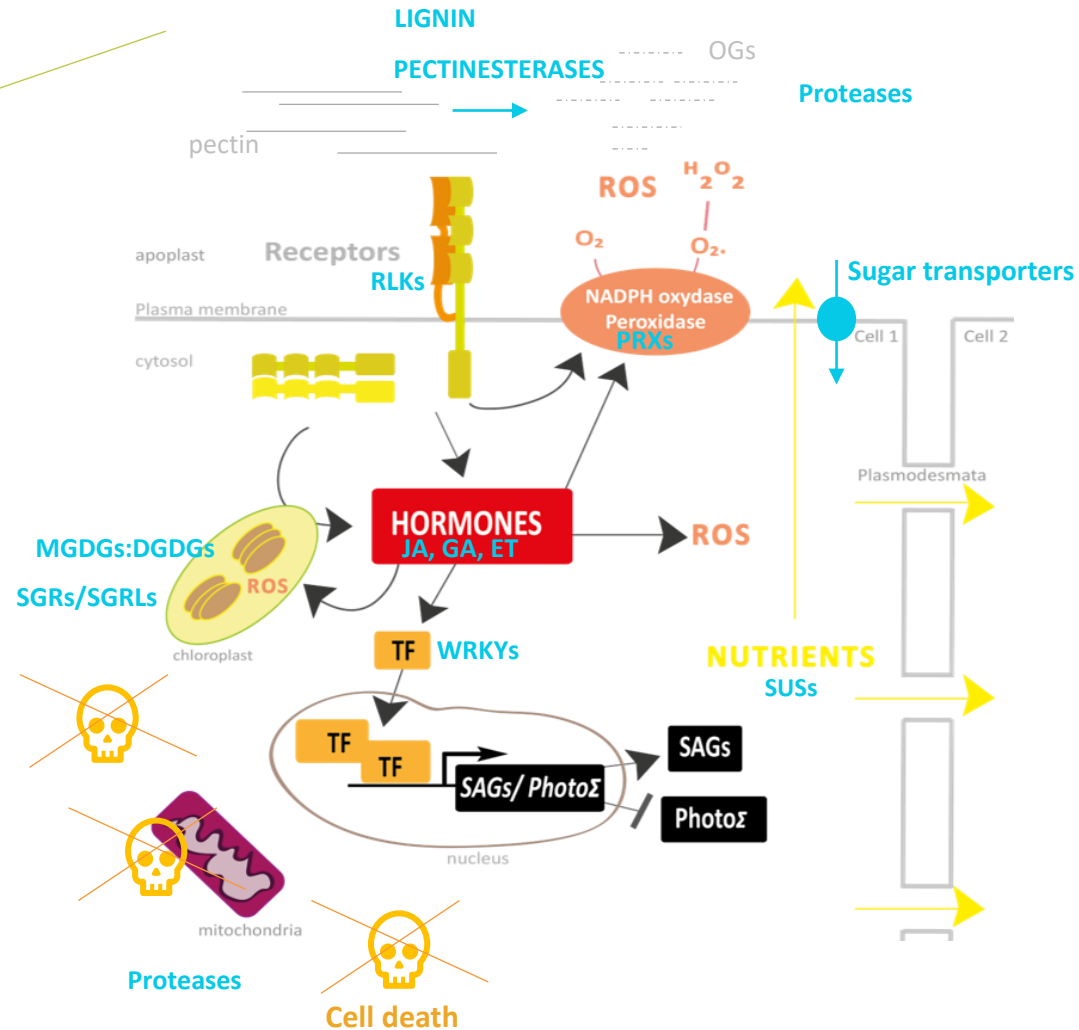 LIGNIN
PECTINESTERASES
OGs
Proteases
pectin
ROS
H2O2
O2
O2.
apoplast
Receptors
RLKs
Sugar transporters
Plasma membrane
NADPH oxydase
Peroxidase
PRXs
Cell 1
Cell 2
cytosol
Plasmodesmata
HORMONES
JA, GA, ET
ROS
MGDGs:DGDGs
ROS
SGRs/SGRLs
chloroplast
TF
WRKYs
NUTRIENTS
SUSs
TF
TF
SAGs/ PhotoΣ
SAGs
PhotoΣ
nucleus
mitochondria
Proteases
Cell death